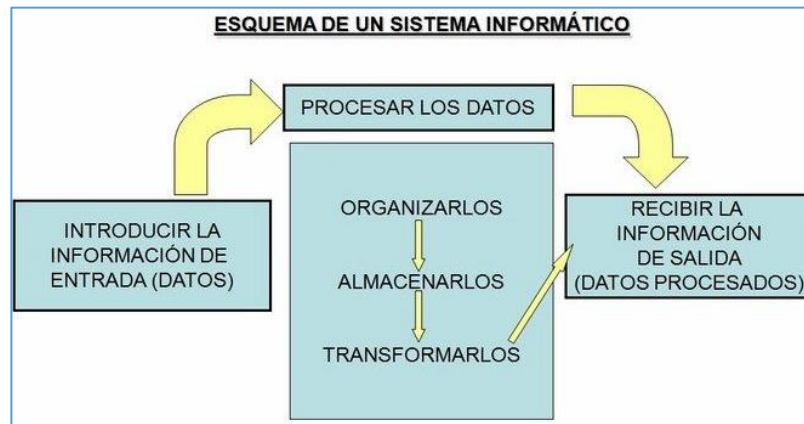 ESQUEMA DE UN SISTEMA INFORMÁTICO
PROCESAR LOS DATOS
INTRODUCIR LA
INFORMACIÓN DE
ENTRADA (DATOS)
ORGANIZARLOS
ALMACENARLOS
TRANSFORMARLOS
RECIBIR LA
INFORMACIÓN
DE SALIDA
(DATOS PROCESADOS)